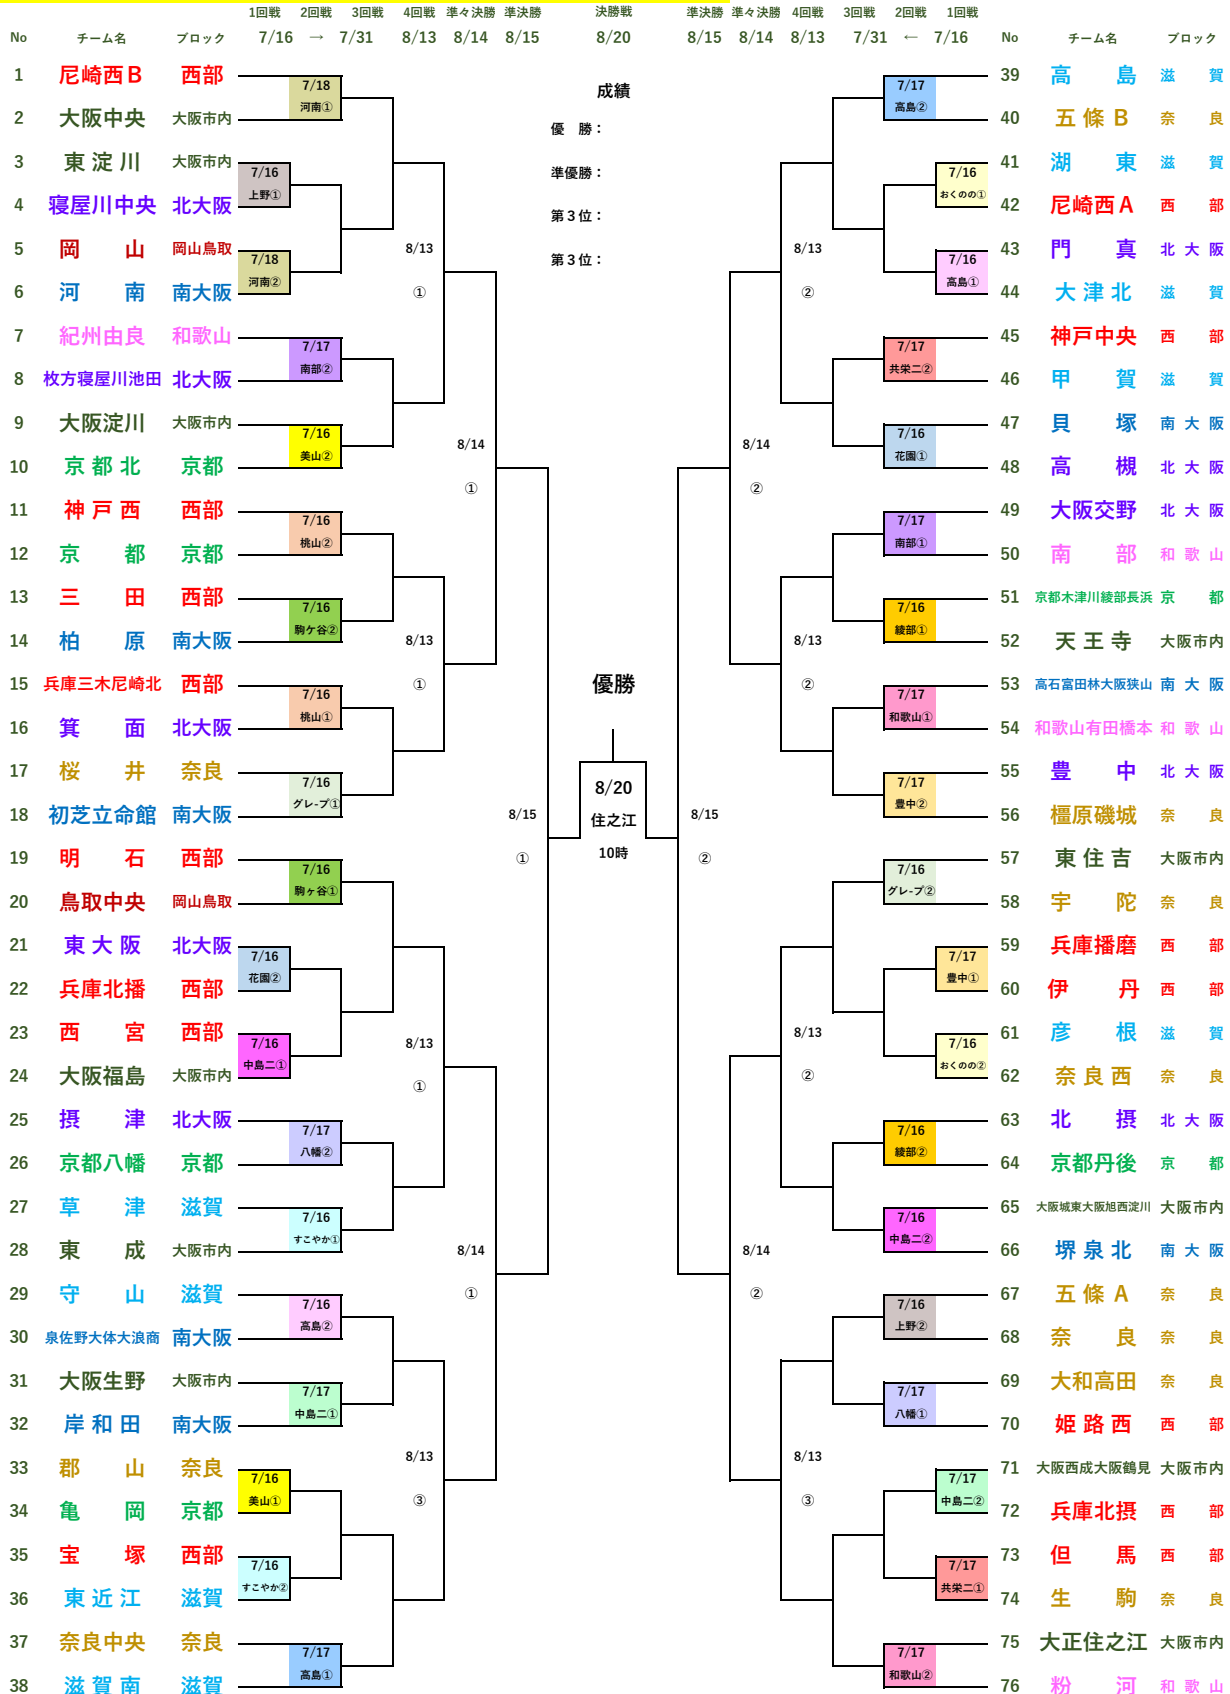 1回戦 2回戦 3回戦 4回戦 準々決勝 準決勝 決勝戦 準決勝 準々決勝 4回戦 3回戦 2回戦 1回戦
No チーム名 ブロック 7/16 → 7/31 8/13 8/14 8/15 8/20 8/15 8/14 8/13 7/31 ← 7/16 No チーム名 ブロック
成績
優　勝：
準優勝：
第３位：
第３位：
1 尼崎西Ｂ 西部
7/18
河南①
2 大阪中央 大阪市内
3 東淀川 大阪市内
7/16
上野①
4 寝屋川中央 北大阪
5 岡　山 岡山鳥取
7/18
河南②
6 河　南 南大阪
7 紀州由良 和歌山
7/17
南部②
8 枚方寝屋川池田 北大阪
9 大阪淀川 大阪市内
7/16
美山②
10 京都北 京都
11 神戸西 西部
7/16
桃山②
12 京　都 京都
13 三　田 西部
7/16
駒ケ谷②
14 柏　原 南大阪
15 兵庫三木尼崎北 西部
7/16
桃山①
16 箕　面 北大阪
17 桜　井 奈良
7/16
グレープ①
18 初芝立命館 南大阪
19 明　石 西部
7/16
駒ヶ谷①
20 鳥取中央 岡山鳥取
21 東大阪 北大阪
7/16
花園②
22 兵庫北播 西部
23 西　宮 西部
7/16
中島二①
24 大阪福島 大阪市内
25 摂　津 北大阪
7/17
八幡②
26 京都八幡 京都
27 草　津 滋賀
7/16
すこやか①
28 東　成 大阪市内
29 守　山 滋賀
7/16
高島②
30 泉佐野大体大浪商 南大阪
31 大阪生野 大阪市内
7/17
中島二①
32 岸和田 南大阪
33 郡　山 奈良
7/16
美山①
34 亀　岡 京都
35 宝　塚 西部
7/16
すこやか②
36 東近江 滋賀
37 奈良中央 奈良
7/17
高島①
38 滋賀南 滋賀
8/13
①
8/14
①
8/13
①
8/15
①
8/13
①
8/14
①
8/13
③
優勝
8/20
住之江
10時
8/13
②
8/14
②
8/13
②
8/15
②
8/13
②
8/14
②
8/13
③
39 高　島 滋　賀
7/17
高島②
40 五條Ｂ 奈　良
41 湖　東 滋　賀
7/16
おくのの①
42 尼崎西Ａ 西　部
43 門　真 北大阪
7/16
高島①
44 大津北 滋　賀
45 神戸中央 西　部
7/17
共栄二②
46 甲　賀 滋　賀
47 貝　塚 南大阪
7/16
花園①
48 高　槻 北大阪
49 大阪交野 北大阪
7/17
南部①
50 南　部 和歌山
51 京都木津川綾部長浜 京　都
7/16
綾部①
52 天王寺 大阪市内
53 高石富田林大阪狭山 南大阪
7/17
和歌山①
54 和歌山有田橋本 和歌山
55 豊　中 北大阪
7/17
豊中②
56 橿原磯城 奈　良
57 東住吉 大阪市内
7/16
グレープ②
58 宇　陀 奈　良
59 兵庫播磨 西　部
7/17
豊中①
60 伊　丹 西　部
61 彦　根 滋　賀
7/16
おくのの②
62 奈良西 奈　良
63 北　摂 北大阪
7/16
綾部②
64 京都丹後 京　都
65 大阪城東大阪旭西淀川 大阪市内
7/16
中島二②
66 堺泉北 南大阪
67 五條Ａ 奈　良
7/16
上野②
68 奈　良 奈　良
69 大和高田 奈　良
7/17
八幡①
70 姫路西 西　部
71 大阪西成大阪鶴見 大阪市内
7/17
中島二②
72 兵庫北摂 西　部
73 但　馬 西　部
7/17
共栄二①
74 生　駒 奈　良
75 大正住之江 大阪市内
7/17
和歌山②
76 粉　河 和歌山